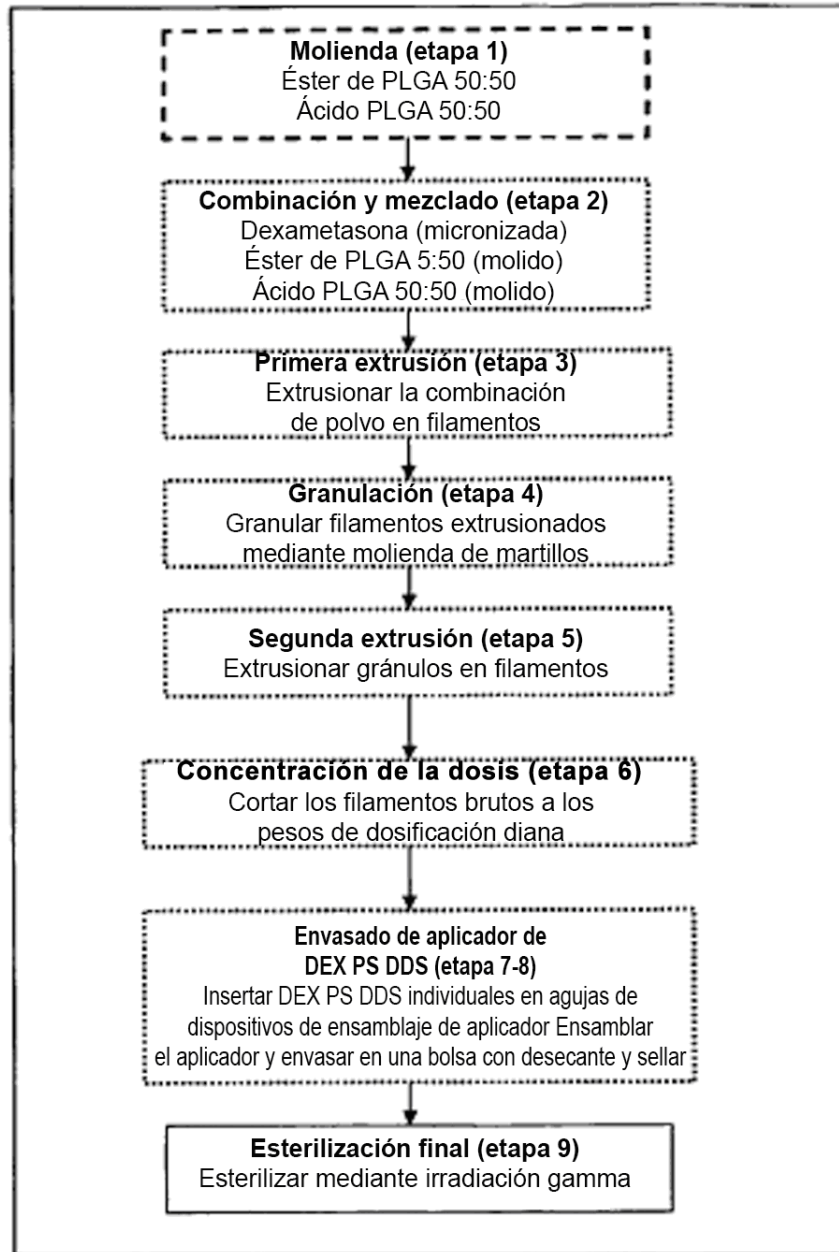 Molienda (etapa 1)
Éster de PLGA 50:50
Ácido PLGA 50:50
Combinación y mezclado (etapa 2)
Dexametasona (micronizada)
Éster de PLGA 5:50 (molido)
Ácido PLGA 50:50 (molido)
Primera extrusión (etapa 3)
Extrusionar la combinación
de polvo en filamentos
Granulación (etapa 4)
Granular filamentos extrusionados
mediante molienda de martillos
Segunda extrusión (etapa 5)
Extrusionar gránulos en filamentos
Concentración de la dosis (etapa 6)
Cortar los filamentos brutos a los
pesos de dosificación diana
Envasado de aplicador de
DEX PS DDS (etapa 7-8)
Insertar DEX PS DDS individuales en agujas de
dispositivos de ensamblaje de aplicador Ensamblar
el aplicador y envasar en una bolsa con desecante y sellar
Esterilización final (etapa 9)
Esterilizar mediante irradiación gamma